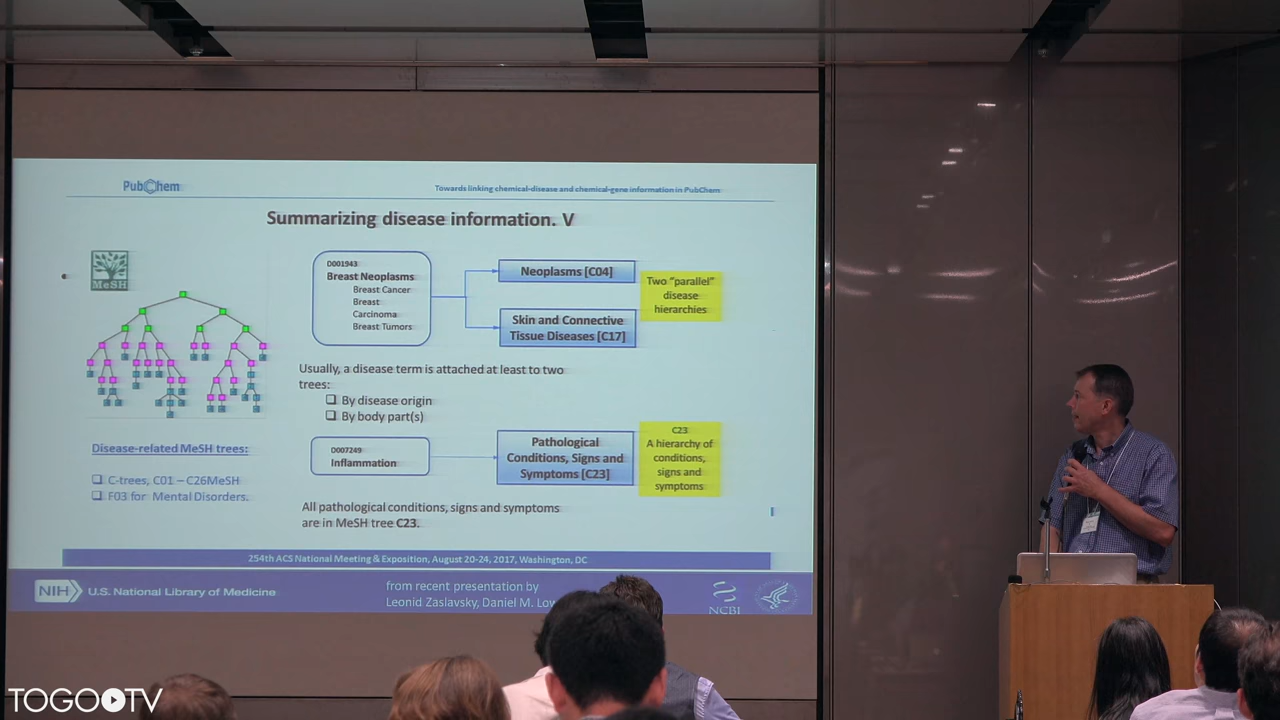 PubChem
Towards linking chemical-disease and chemical-gene information in PubChem
Summarizing disease information. V
MeSH
D001943
Breast Neoplasms
Breast Cancer
Breast
Carcinoma
Breast Tumors
Neoplasms [C04]
Skin and Connective
Tissue Diseases [C17]
Two "parallel"
disease
hierarchies
Usually, a disease term is attached at least to two
trees:
By disease origin
By body part(s)
D007249
Inflammation
Pathological
Conditions, Signs and
Symptoms [C23]
C23
A hierarchy of
conditions,
signs and
symptoms
Disease-related MeSH trees:
C-trees, C01 – C26MeSH
F03 for Mental Disorders.
All pathological conditions, signs and symptoms
are in MeSH tree C23.
254th ACS National Meeting & Exposition, August 20-24, 2017, Washington, DC
NIH U.S. National Library of Medicine
from recent presentation by
Leonid Zaslavsky, Daniel M.
NCBI
TOGO TV